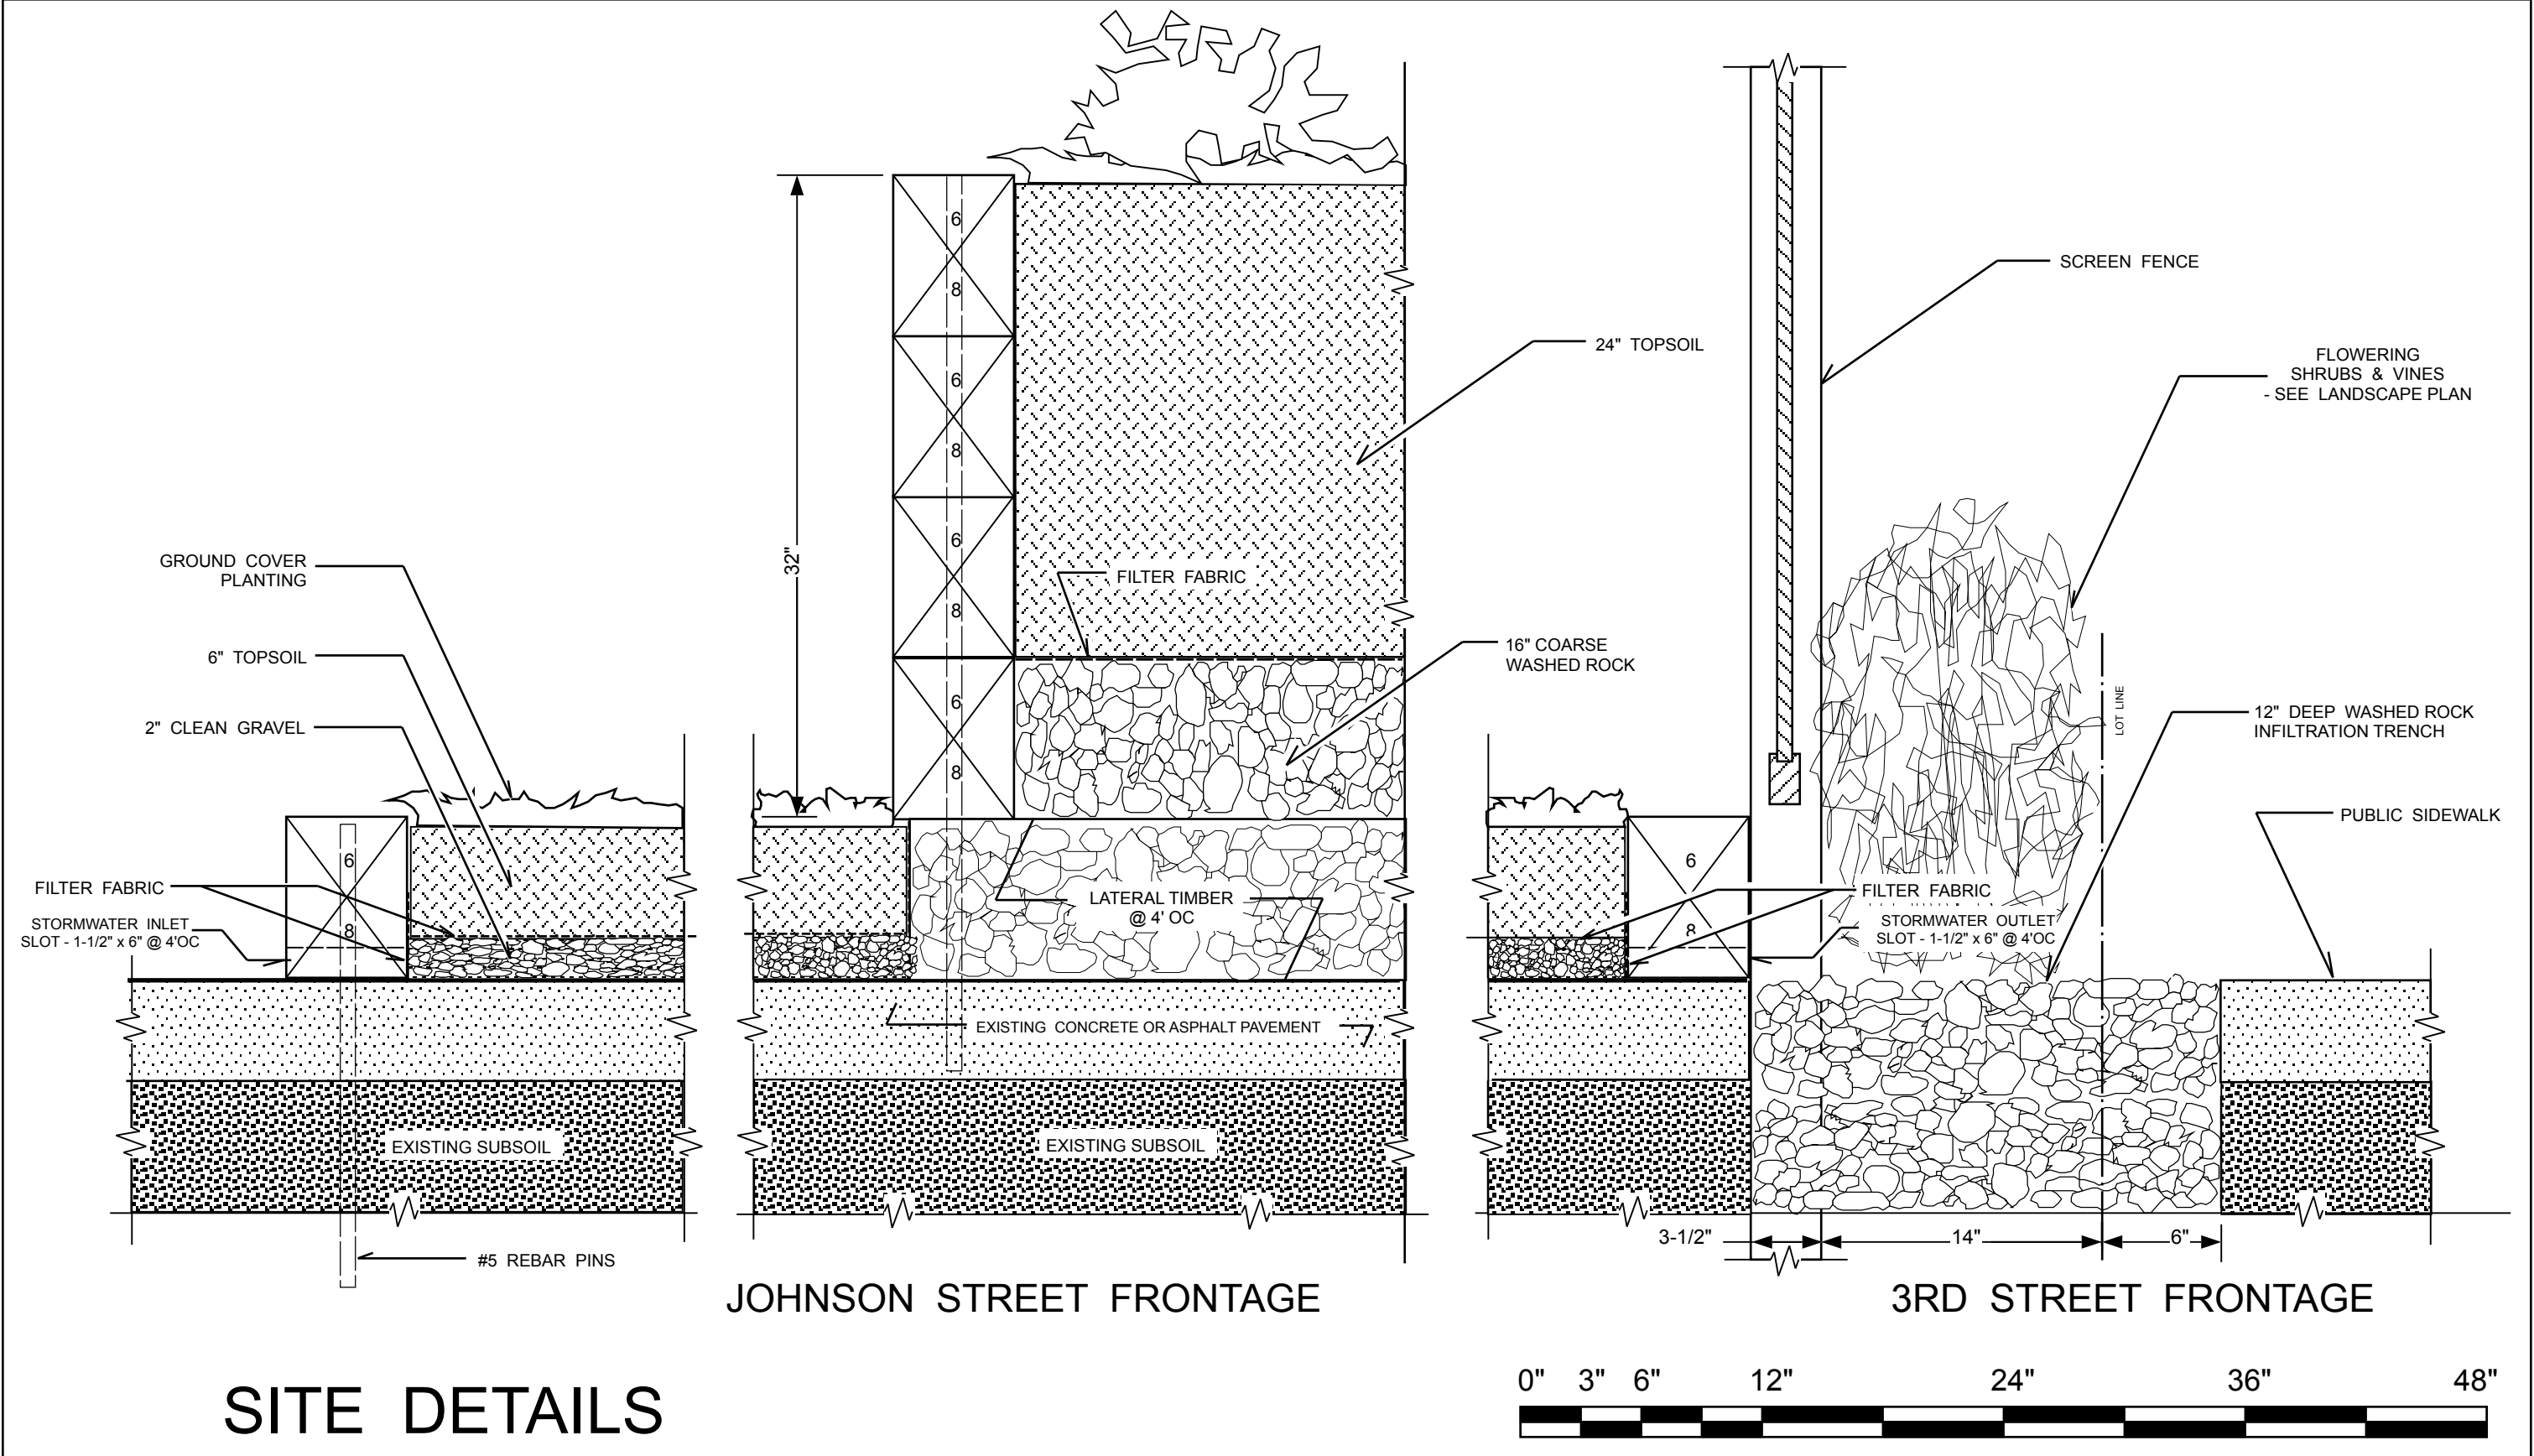 GROUND COVER
PLANTING
6" TOPSOIL
2" CLEAN GRAVEL
FILTER FABRIC
STORMWATER INLET
SLOT - 1-1/2" x 6" @ 4'OC
6
8
EXISTING SUBSOIL
#5 REBAR PINS
32"
6
8
6
8
6
8
6
8
24" TOPSOIL
FILTER FABRIC
16" COARSE
WASHED ROCK
LATERAL TIMBER
@ 4' OC
EXISTING CONCRETE OR ASPHALT PAVEMENT
EXISTING SUBSOIL
JOHNSON STREET FRONTAGE
SCREEN FENCE
FLOWERING
SHRUBS & VINES
- SEE LANDSCAPE PLAN
LOT LINE
12" DEEP WASHED ROCK
INFILTRATION TRENCH
PUBLIC SIDEWALK
6
8
FILTER FABRIC
STORMWATER OUTLET
SLOT - 1-1/2" x 6" @ 4'OC
3-1/2"
14"
6"
3RD STREET FRONTAGE
SITE DETAILS
0" 3" 6" 12" 24" 36" 48"